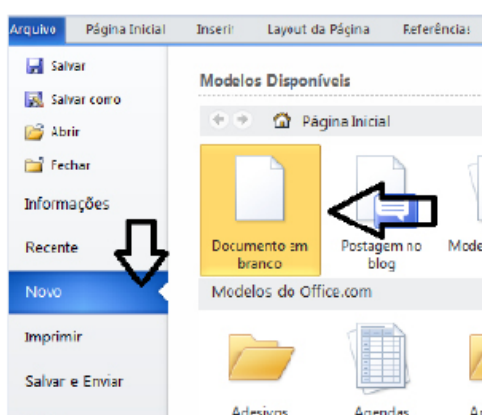 Arquivo Página Inicial Inserir Layout da Página Referências
Salvar
Salvar como
Abrir
Fechar
Informações
Recente
Novo
Imprimir
Salvar e Enviar
Modelos Disponíveis
Página Inicial
Documento em
branco
Postagem no
blog
Mode
Modelos do Office.com
Adesivos
Agendas